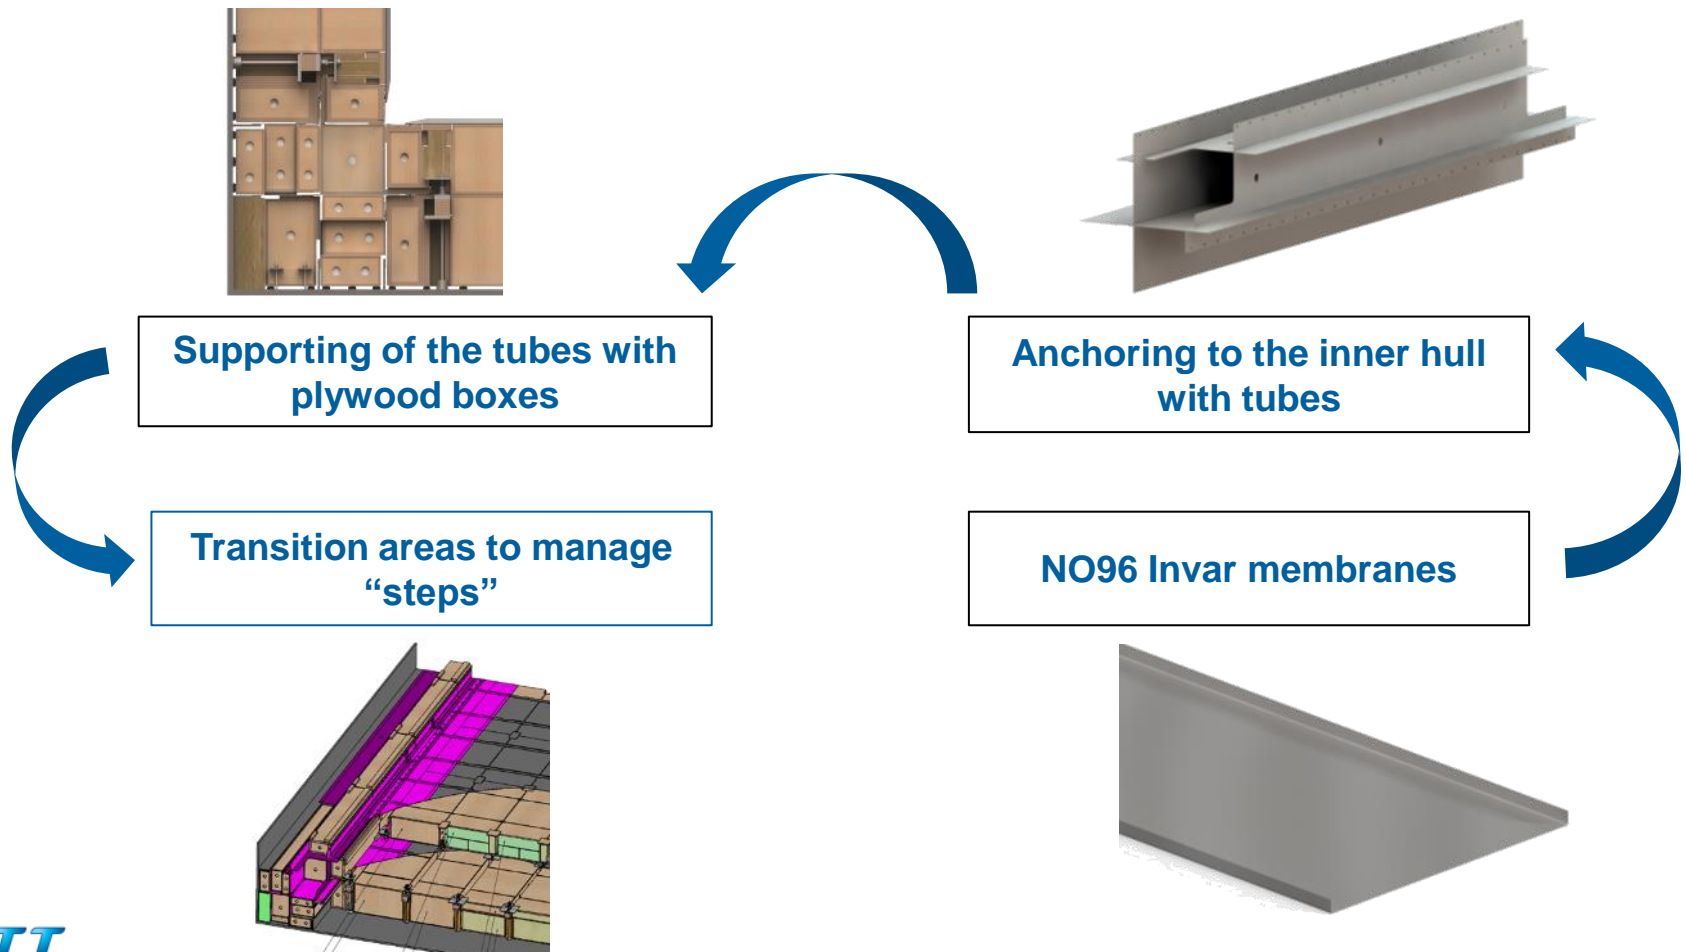 Supporting of the tubes with
plywood boxes
Anchoring to the inner hull
with tubes
Transition areas to manage
“steps”
NO96 Invar membranes